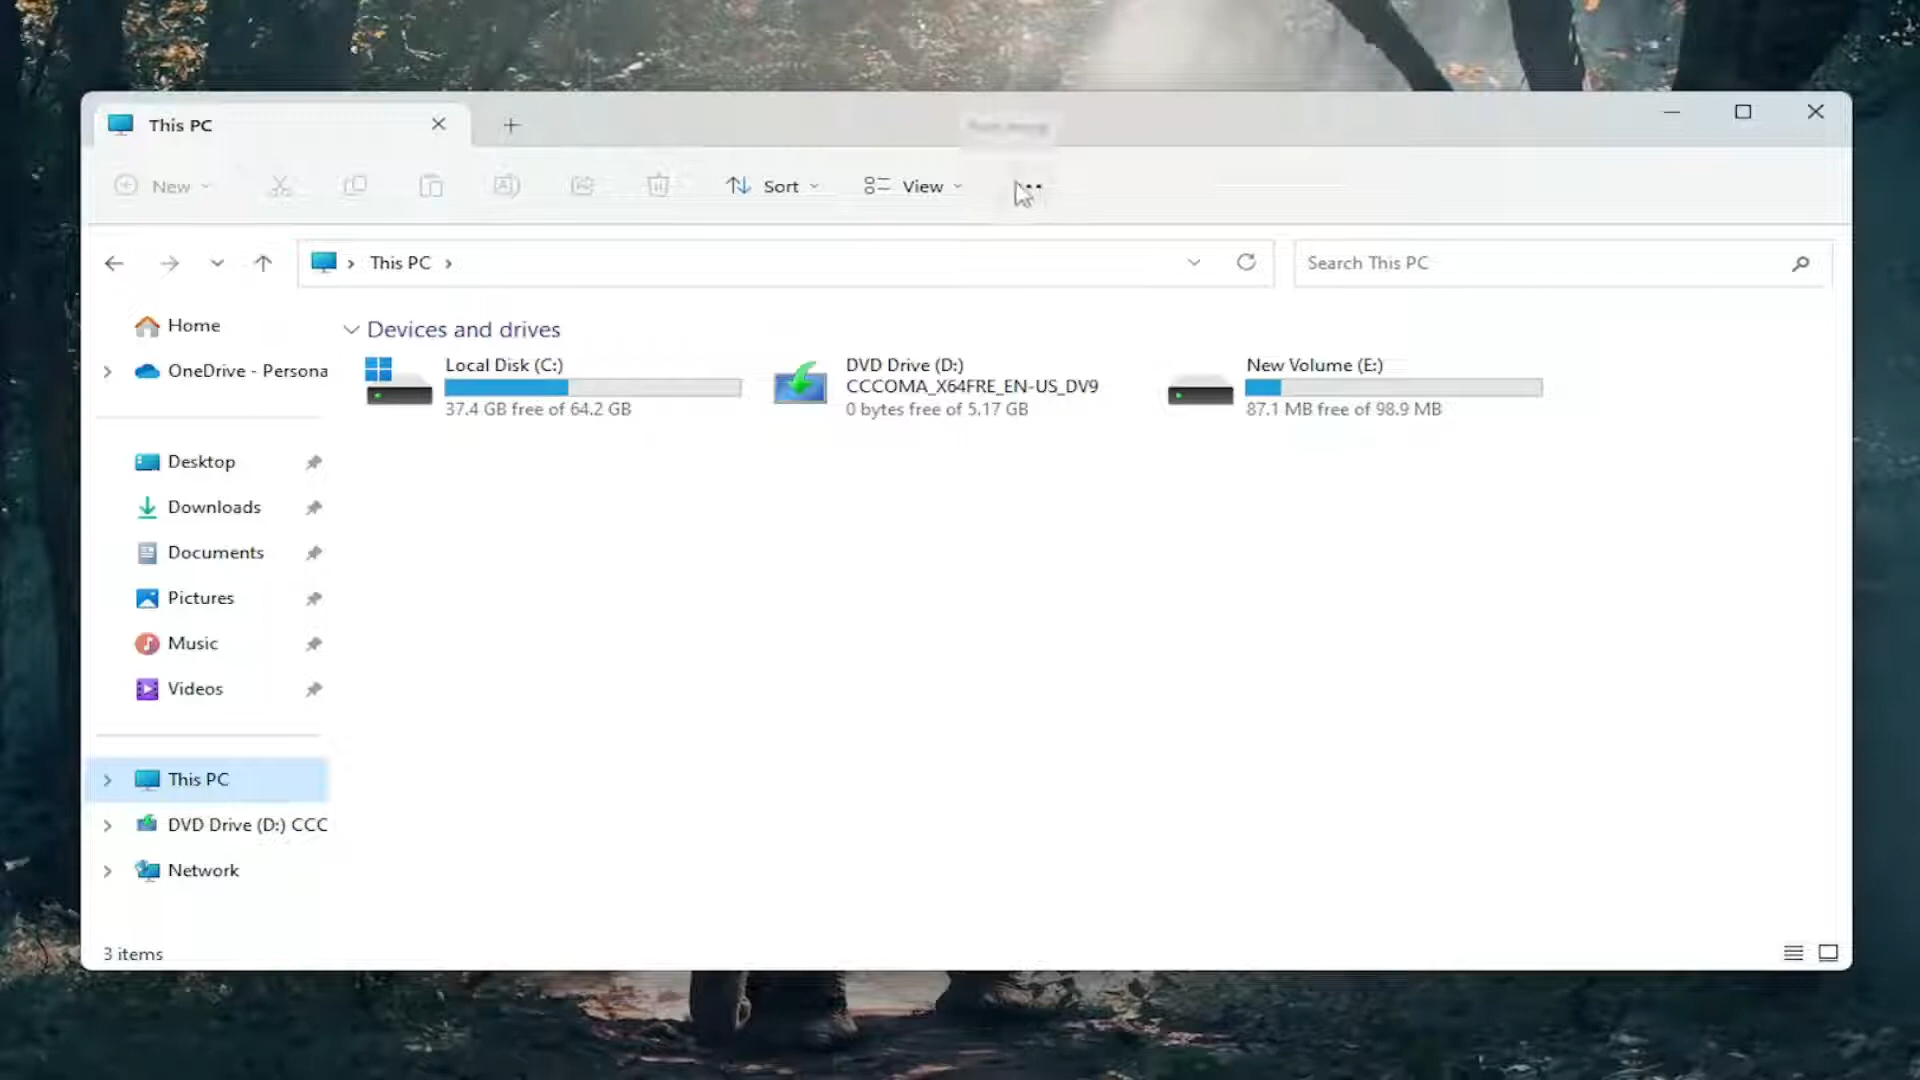 This PC
New
Sort
View
This PC
Search This PC
Home
OneDrive - Persona
Desktop
Downloads
Documents
Pictures
Music
Videos
This PC
DVD Drive (D:) CCC
Network
Devices and drives
Local Disk (C:)
37.4 GB free of 64.2 GB
DVD Drive (D:)
CCCOMA_X64FRE_EN-US_DV9
0 bytes free of 5.17 GB
New Volume (E:)
87.1 MB free of 98.9 MB
3 items